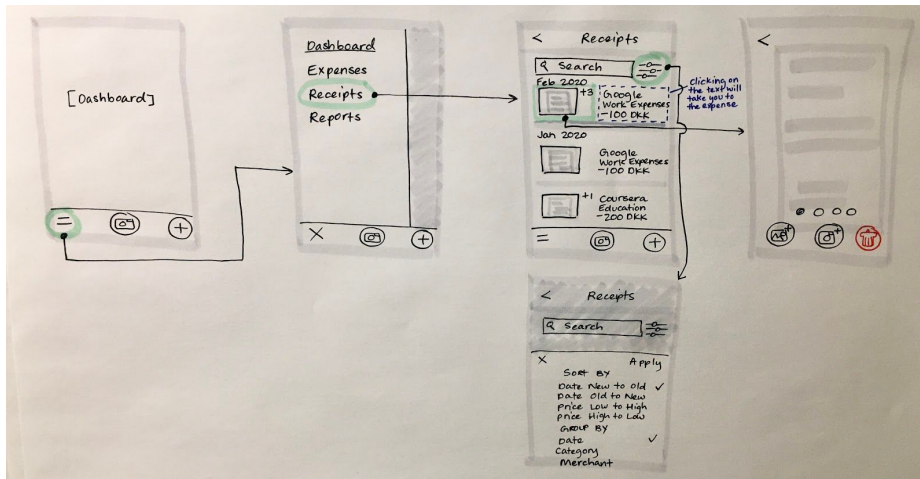 [Dashboard]
Dashboard
Expenses
Receipts
Reports
Receipts
Search
Feb 2020
+3
Google
Work Expenses
-100 DKK
clicking on
the text will
take you to
the expense
Jan 2020
Google
Work Expenses
-100 DKK
+1
Coursera
Education
-200 DKK
Receipts
Search
X
Apply
SORT BY
Date New to Old ✓
Date Old to New
Price Low to High
Price High to Low
GROUP BY
Date ✓
Category
Merchant